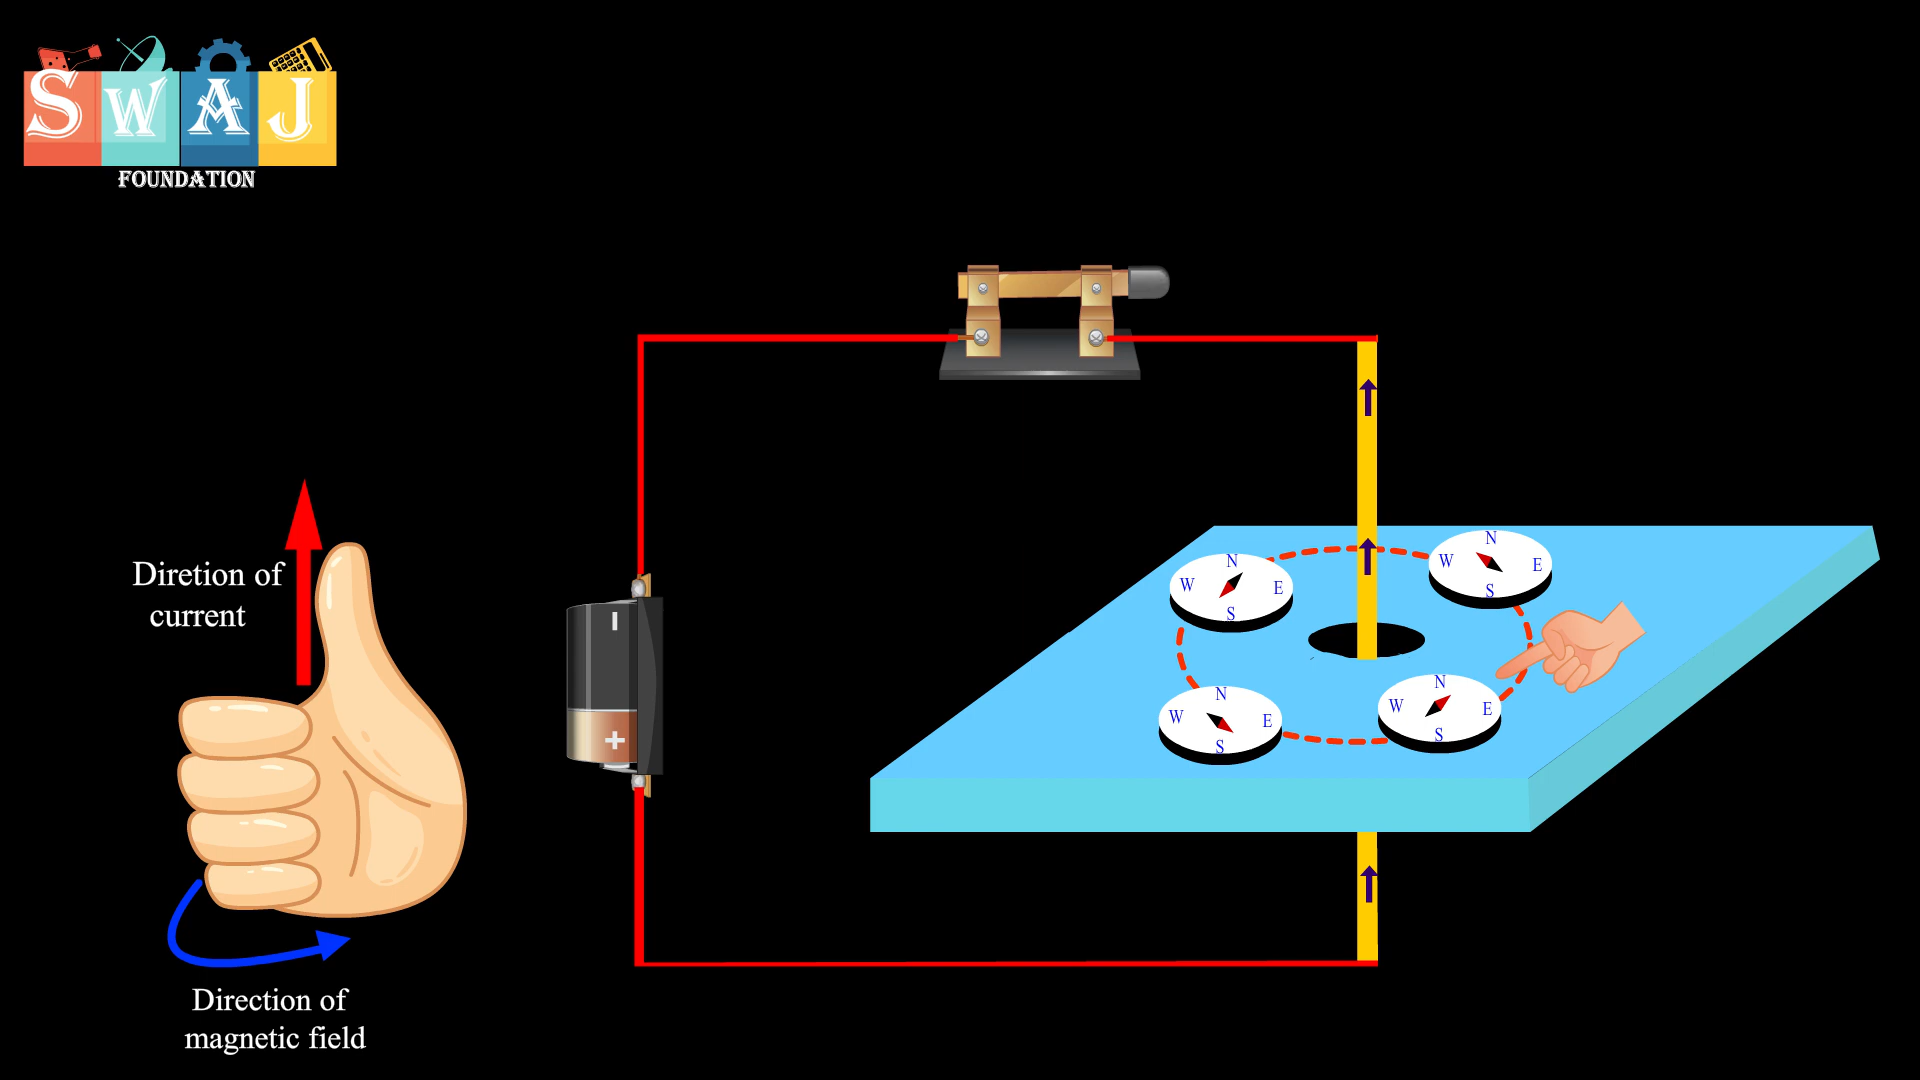 SWAJ
FOUNDATION
Diretion of
current
Direction of
magnetic field
−
+
N
W E
S
N
W E
S
N
W E
S
N
W E
S